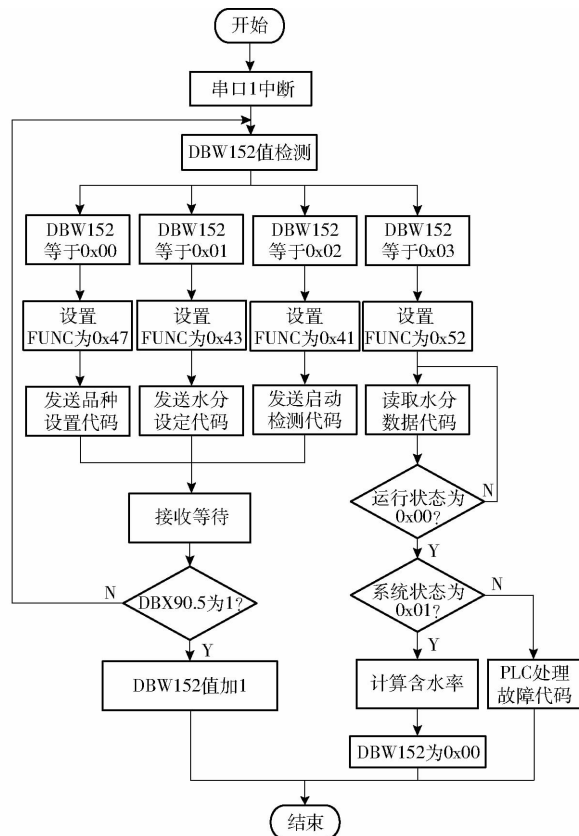 开始
串口1中断
DBW152值检测
DBW152
等于0x00
DBW152
等于0x01
DBW152
等于0x02
DBW152
等于0x03
设置
FUNC为0x47
设置
FUNC为0x43
设置
FUNC为0x41
设置
FUNC为0x52
发送品种
设置代码
发送水分
设定代码
发送启动
检测代码
读取水分
数据代码
接收等待
运行状态为
0x00?
N
Y
DBX90.5为1?
N
Y
系统状态为
0x01?
N
Y
DBW152值加1
计算含水率
PLC处理
故障代码
DBW152为0x00
结束